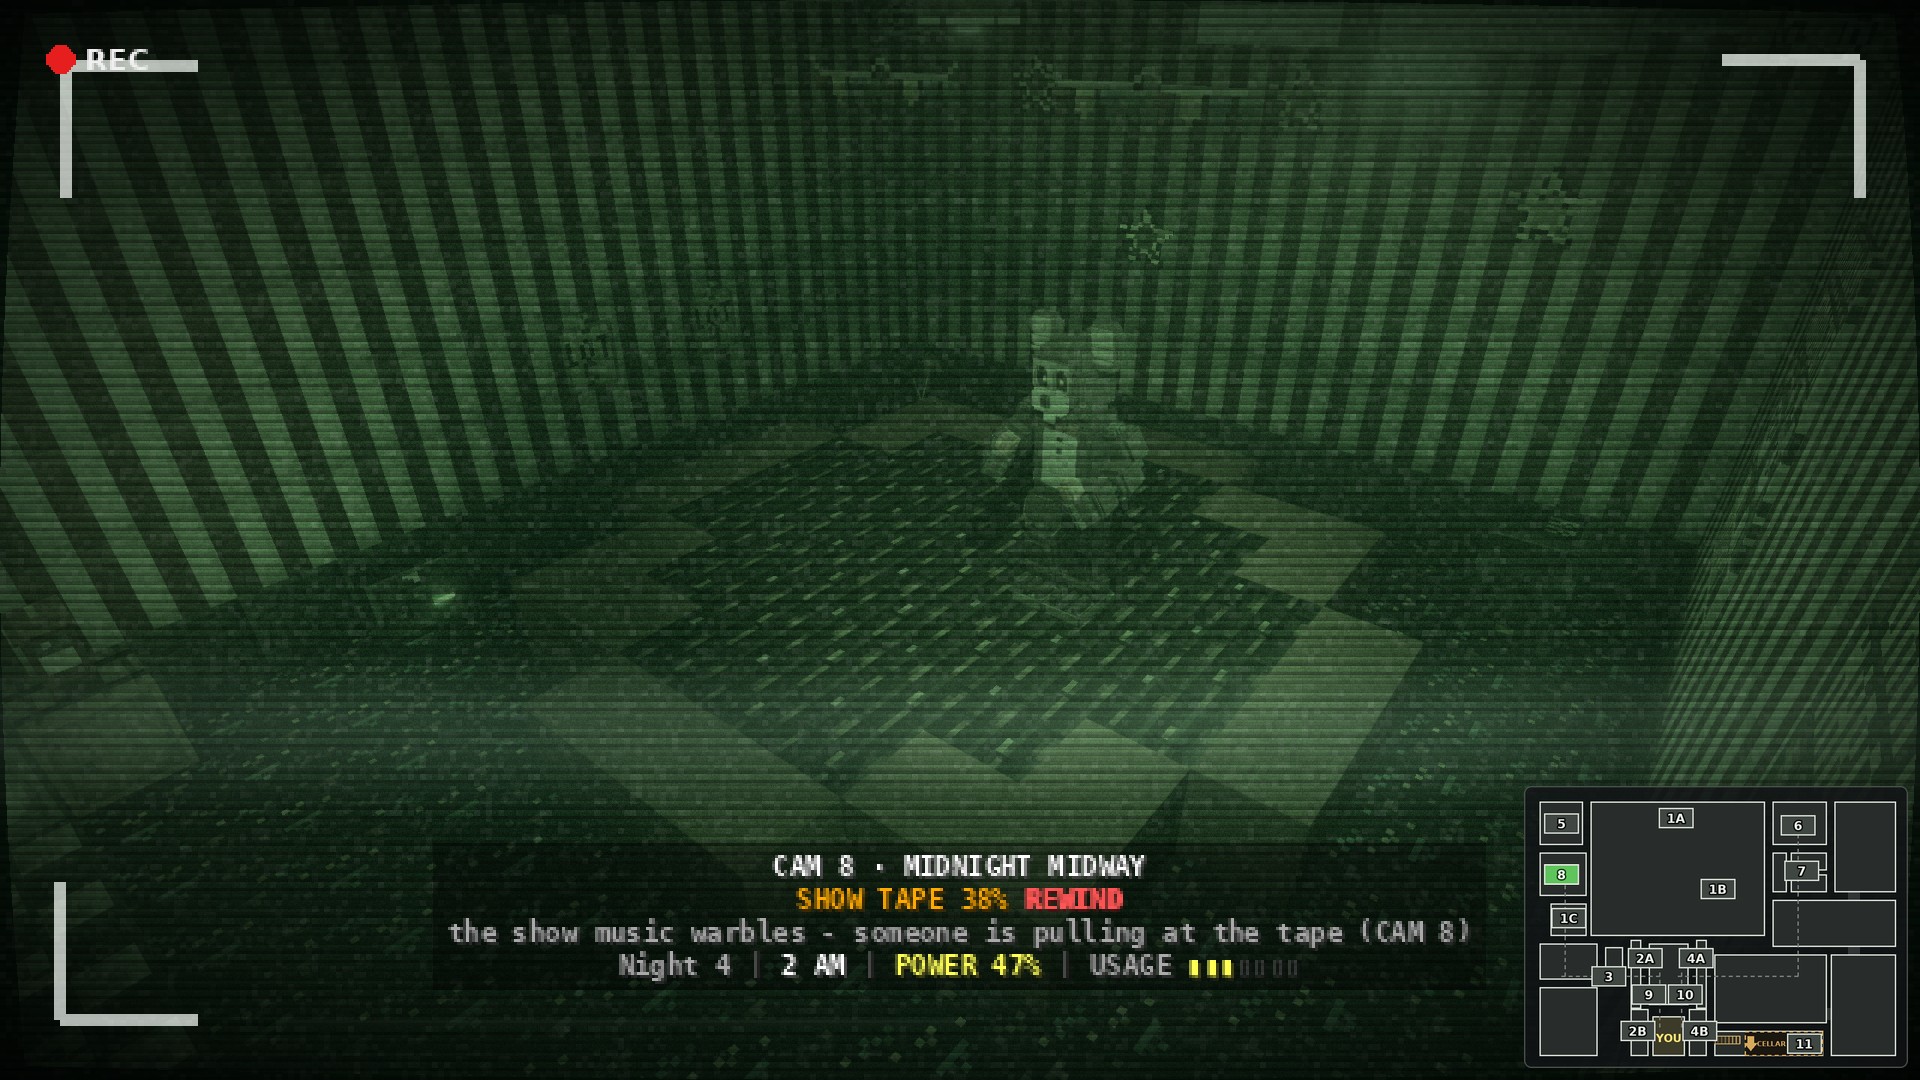 REC
CAM 8 · MIDNIGHT MIDWAY
SHOW TAPE 38% REWIND
the show music warbles - someone is pulling at the tape (CAM 8)
Night 4 | 2 AM | POWER 47% | USAGE
5
1A
6
8
7
1B
1C
2A
4A
3
9
10
2B
YOU
4B
CELLAR
11